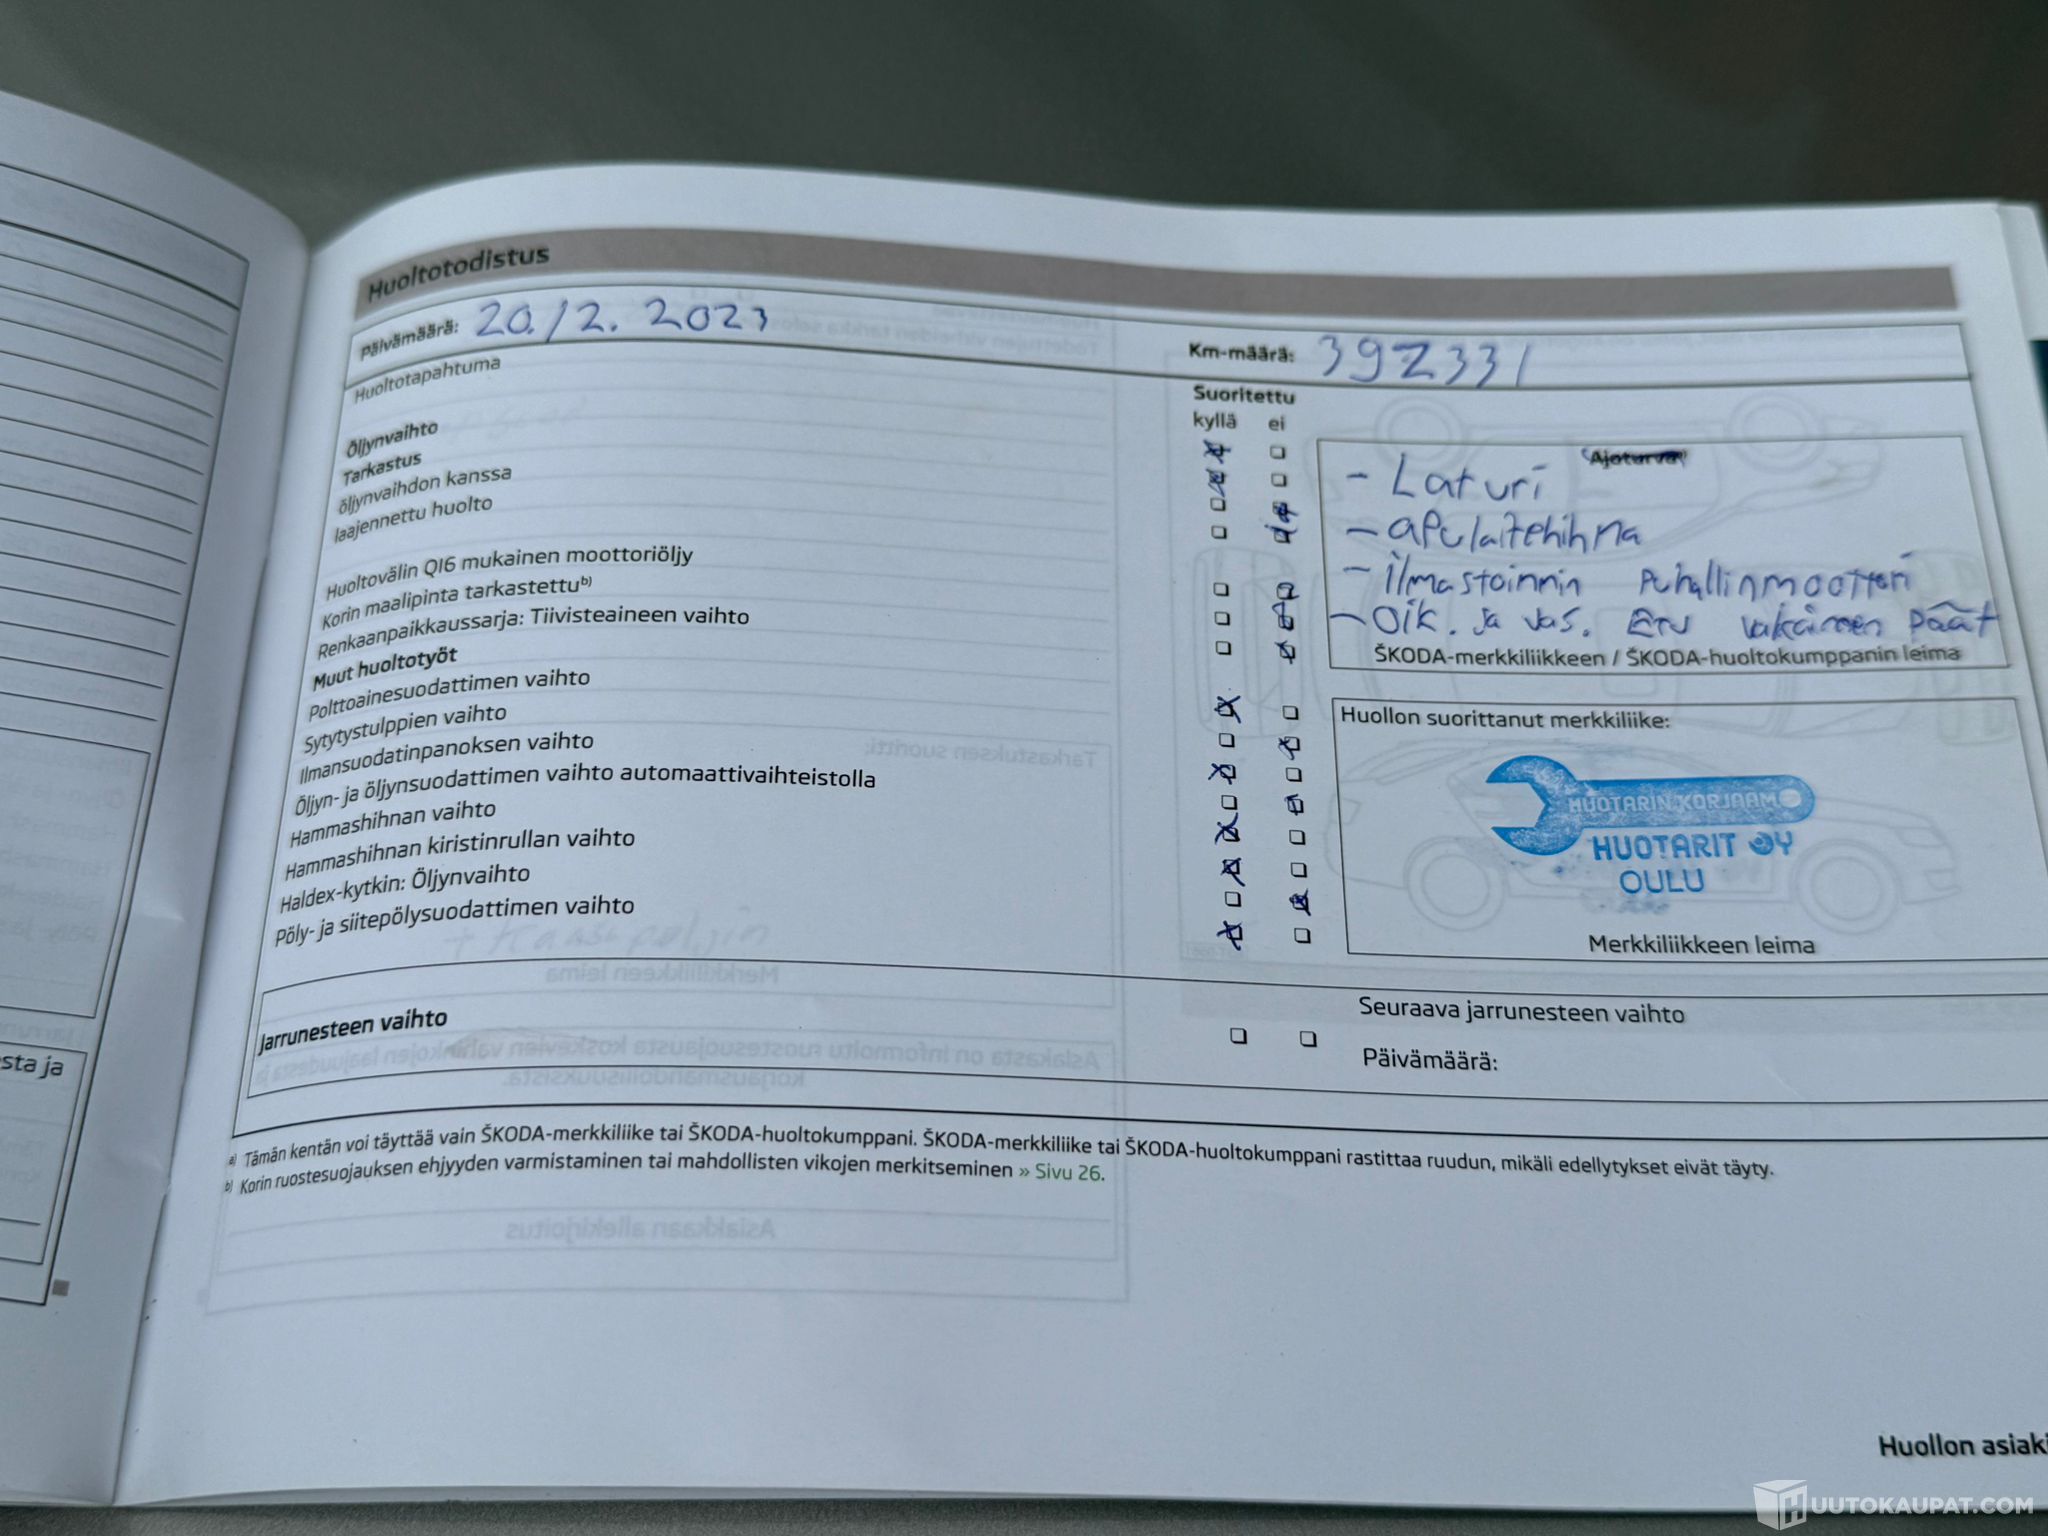 Huoltotodistus
Päivämäärä: 20.12.2023
Km-määrä: 392331
Huoltotapahtuma
Suoritettu
kyllä ei
Öljynvaihto
Tarkastus
öljynvaihdon kanssa
laajennettu huolto
Huoltovälin QI6 mukainen moottoriöljy
Korin maalipinta tarkastettu b)
Renkaanpaikkaussarja: Tiivisteaineen vaihto
Muut huoltotyöt
Polttoainesuodattimen vaihto
Sytytystulppien vaihto
Ilmansuodatinpanoksen vaihto
Öljyn- ja öljynsuodattimen vaihto automaattivaihteistolla
Hammashihnan vaihto
Hammashihnan kiristinrullan vaihto
Haldex-kytkin: Öljynvaihto
Pöly- ja siitepölysuodattimen vaihto
Ajoturva
- Laturi
- apulaitehihna
- ilmastoinnin puhallinmoottori
- oik. ja vas. Etu vakaimen päät
ŠKODA-merkkiliikkeen / ŠKODA-huoltokumppanin leima
Huollon suorittanut merkkiliike:
HUOTARIN KORJAAMO
HUOTARIT OY
OULU
Merkkiliikkeen leima
Jarrunesteen vaihto
Seuraava jarrunesteen vaihto
Päivämäärä:
a) Tämän kentän voi täyttää vain ŠKODA-merkkiliike tai ŠKODA-huoltokumppani. ŠKODA-merkkiliike tai ŠKODA-huoltokumppani rastittaa ruudun, mikäli edellytykset eivät täyty.
b) Korin ruostesuojauksen ehjyyden varmistaminen tai mahdollisten vikojen merkitseminen » Sivu 26.
sta ja
Huollon asiaki
HUUTOKAUPAT.COM